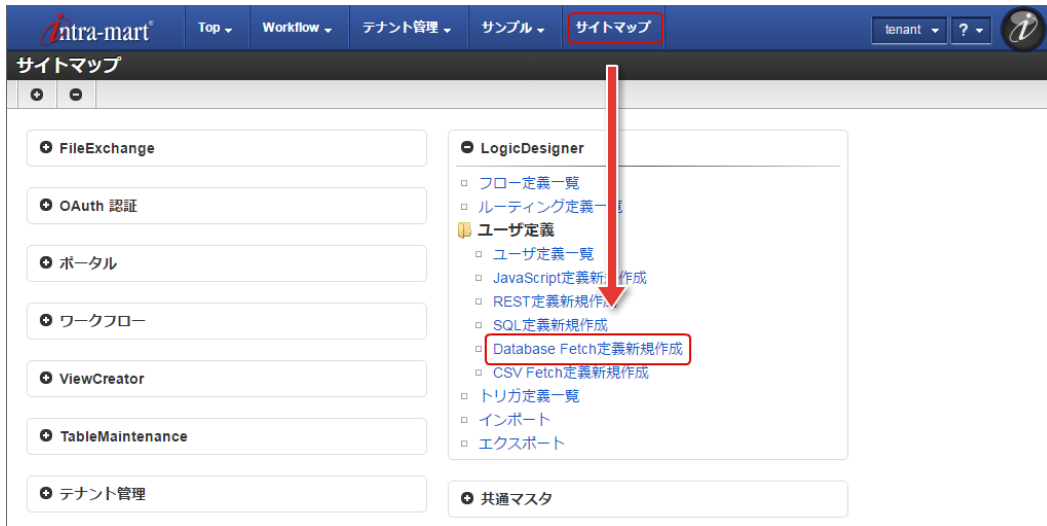 intra-mart®
Top
Workflow
テナント管理
サンプル
サイトマップ
tenant
?
サイトマップ
FileExchange
OAuth 認証
ポータル
ワークフロー
ViewCreator
TableMaintenance
テナント管理
LogicDesigner
フロー定義一覧
ルーティング定義一覧
ユーザ定義
ユーザ定義一覧
JavaScript定義新規作成
REST定義新規作成
SQL定義新規作成
Database Fetch定義新規作成
CSV Fetch定義新規作成
トリガ定義一覧
インポート
エクスポート
共通マスタ